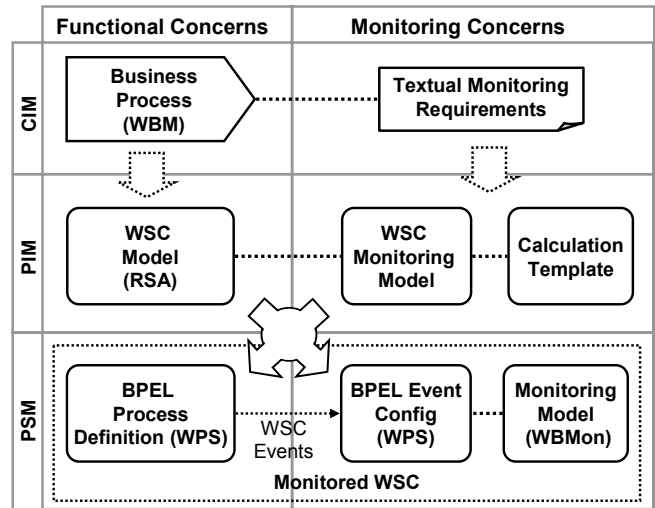 Functional Concerns
Monitoring Concerns
CIM
Business
Process
(WBM)
Textual Monitoring
Requirements
PIM
WSC
Model
(RSA)
WSC
Monitoring
Model
Calculation
Template
PSM
BPEL
Process
Definition (WPS)
WSC
Events
BPEL Event
Config
(WPS)
Monitoring
Model
(WBMon)
Monitored WSC